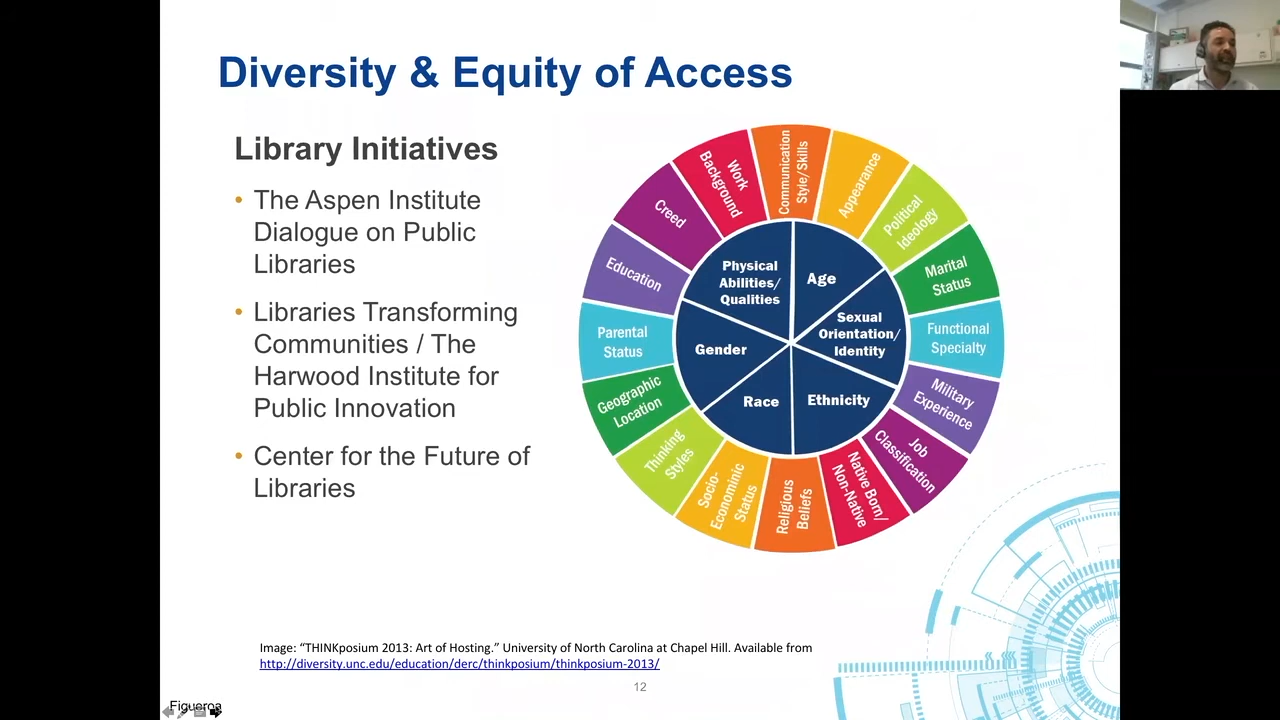 Diversity & Equity of Access
Library Initiatives
• The Aspen Institute
Dialogue on Public
Libraries
• Libraries Transforming
Communities / The
Harwood Institute for
Public Innovation
• Center for the Future of
Libraries
Communication
Style/Skills
Appearance
Political
Ideology
Marital
Status
Functional
Specialty
Military
Experience
Job
Classification
Native Born/
Non-Native
Religious
Beliefs
Socio-
Econominic
Status
Thinking
Styles
Geographic
Location
Parental
Status
Education
Creed
Work
Background
Physical
Abilities/
Qualities
Age
Sexual
Orientation/
Identity
Ethnicity
Race
Gender
Image: “THINKposium 2013: Art of Hosting.” University of North Carolina at Chapel Hill. Available from
http://diversity.unc.edu/education/derc/thinkposium/thinkposium-2013/
12
Figueroa